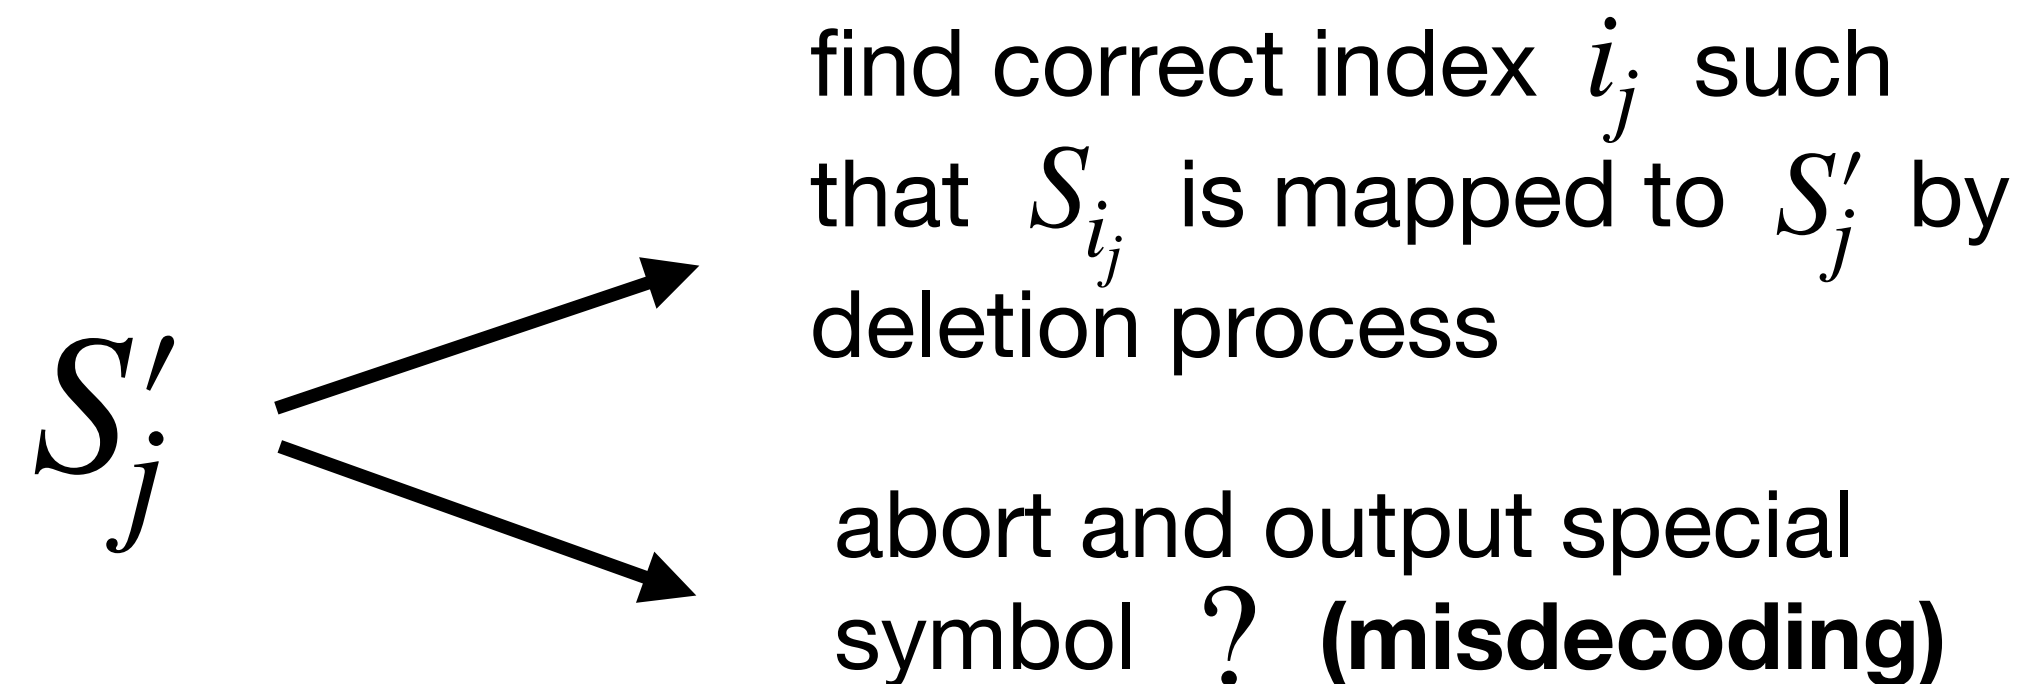 find correct index $i_j$ such
that $S_{i_j}$ is mapped to $S'_j$ by
deletion process
$S'_j$
abort and output special
symbol ? (misdecoding)